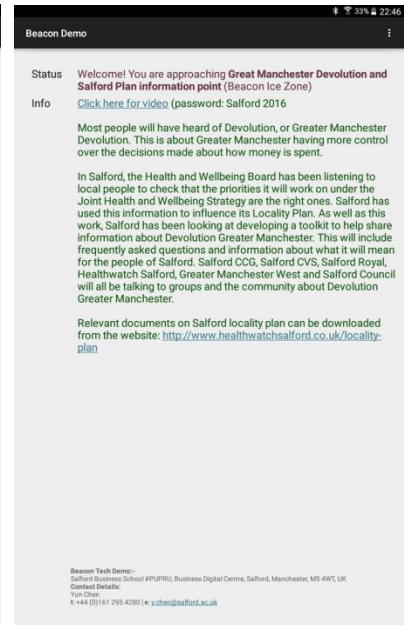 33% 22:46
Beacon Demo
Status Welcome! You are approaching Great Manchester Devolution and
Salford Plan information point (Beacon Ice Zone)
Info Click here for video (password: Salford 2016
Most people will have heard of Devolution, or Greater Manchester
Devolution. This is about Greater Manchester having more control
over the decisions made about how money is spent.
In Salford, the Health and Wellbeing Board has been listening to
local people to check that the priorities it will work on under the
Joint Health and Wellbeing Strategy are the right ones. Salford has
used this information to influence its Locality Plan. As well as this
work, Salford has been looking at developing a toolkit to help share
information about Devolution Greater Manchester. This will include
frequently asked questions and information about what it will mean
for the people of Salford. Salford CCG, Salford CVS, Salford Royal,
Healthwatch Salford, Greater Manchester West and Salford Council
will all be talking to groups and the community about Devolution
Greater Manchester.
Relevant documents on Salford locality plan can be downloaded
from the website: http://www.healthwatchsalford.co.uk/locality-
plan
Beacon Tech Demo:-
Salford Business School #PUPRU, Business Digital Centre, Salford, Manchester, M5 4WT, UK
Contact Details:
Yun Chen
t: +44 (0)161 295 4280 | e: y.chen@salford.ac.uk